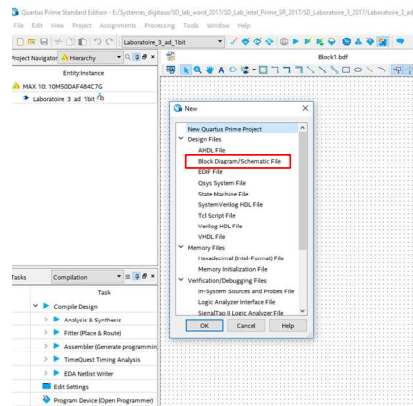 Quartus Prime Standard Edition - E:/Systèmes_digitaux/SD_lab_word_2017/SD_Lab_Intel_Prime_SP_2017/SD_Laboratoire_3_2017/Laboratoire_3_ad
File Edit View Project Assignments Processing Tools Window Help
Laboratoire_3_ad_1bit
Project Navigator Hierarchy
Block1.bdf
Entity:Instance
MAX 10: 10M50DAF484C7G
Laboratoire_3_ad_1bit
New
New Quartus Prime Project
Design Files
AHDL File
Block Diagram/Schematic File
EDIF File
Qsys System File
State Machine File
SystemVerilog HDL File
Tcl Script File
Verilog HDL File
VHDL File
Memory Files
Hexadecimal (Intel-Format) File
Memory Initialization File
Verification/Debugging Files
In-System Sources and Probes File
Logic Analyzer Interface File
SignalTap II Logic Analyzer File
OK Cancel Help
Tasks Compilation
Task
Compile Design
Analysis & Synthesis
Fitter (Place & Route)
Assembler (Generate programmin
TimeQuest Timing Analysis
EDA Netlist Writer
Edit Settings
Program Device (Open Programmer)